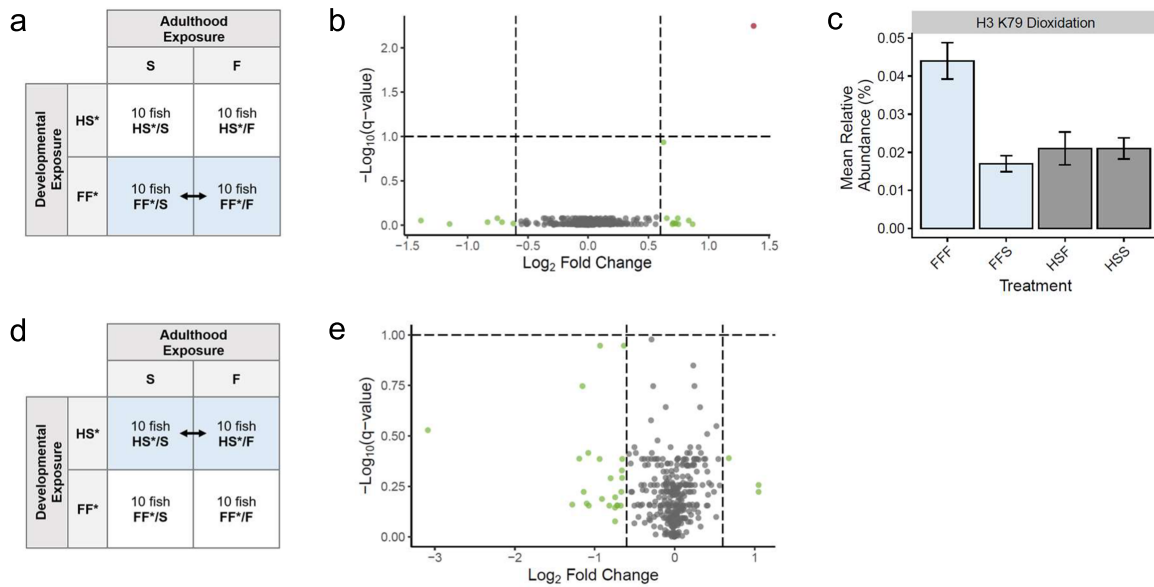 a
Adulthood
Exposure
S
F
Developmental
Exposure
HS*
10 fish
HS*/S
10 fish
HS*/F
FF*
10 fish
FF*/S
10 fish
FF*/F
b
2.0
1.5
1.0
0.5
0.0
−Log10(q−value)
−1.5
−1.0
−0.5
0.0
0.5
1.0
1.5
Log2 Fold Change
c
H3 K79 Dioxidation
0.05
0.04
0.03
0.02
0.01
0.00
Mean Relative
Abundance (%)
FFF
FFS
HSF
HSS
Treatment
d
Adulthood
Exposure
S
F
Developmental
Exposure
HS*
10 fish
HS*/S
10 fish
HS*/F
FF*
10 fish
FF*/S
10 fish
FF*/F
e
1.00
0.75
0.50
0.25
0.00
−Log10(q−value)
−3
−2
−1
0
1
Log2 Fold Change